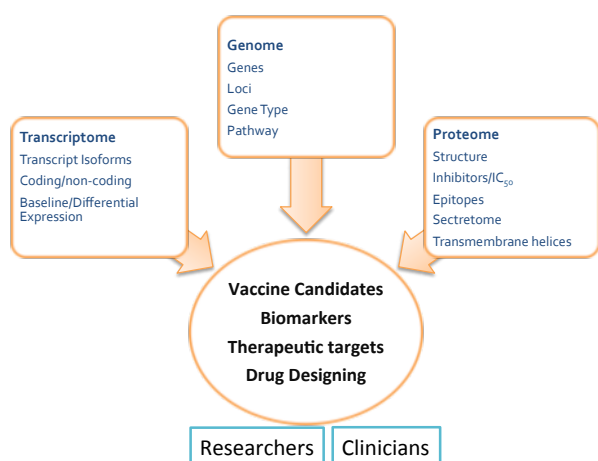 Genome
Genes
Loci
Gene Type
Pathway
Transcriptome
Transcript Isoforms
Coding/non-coding
Baseline/Differential
Expression
Proteome
Structure
Inhibitors/IC50
Epitopes
Sectretome
Transmembrane helices
Vaccine Candidates
Biomarkers
Therapeutic targets
Drug Designing
Researchers
Clinicians